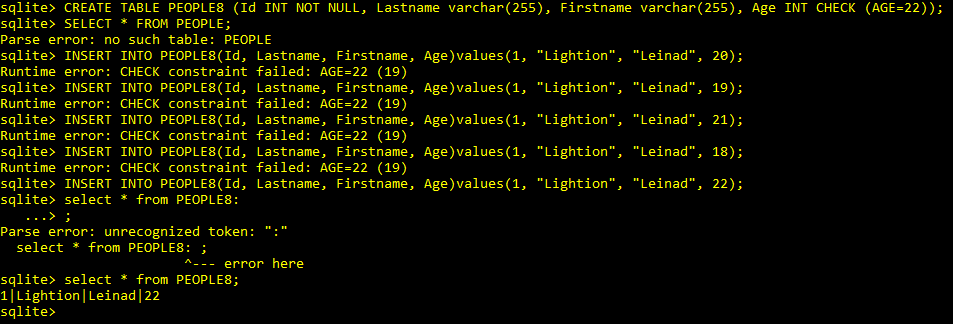 sqlite> CREATE TABLE PEOPLE8 (Id INT NOT NULL, Lastname varchar(255), Firstname varchar(255), Age INT CHECK (AGE=22));
sqlite> SELECT * FROM PEOPLE;
Parse error: no such table: PEOPLE
sqlite> INSERT INTO PEOPLE8(Id, Lastname, Firstname, Age)values(1, "Lightion", "Leinad", 20);
Runtime error: CHECK constraint failed: AGE=22 (19)
sqlite> INSERT INTO PEOPLE8(Id, Lastname, Firstname, Age)values(1, "Lightion", "Leinad", 19);
Runtime error: CHECK constraint failed: AGE=22 (19)
sqlite> INSERT INTO PEOPLE8(Id, Lastname, Firstname, Age)values(1, "Lightion", "Leinad", 21);
Runtime error: CHECK constraint failed: AGE=22 (19)
sqlite> INSERT INTO PEOPLE8(Id, Lastname, Firstname, Age)values(1, "Lightion", "Leinad", 18);
Runtime error: CHECK constraint failed: AGE=22 (19)
sqlite> INSERT INTO PEOPLE8(Id, Lastname, Firstname, Age)values(1, "Lightion", "Leinad", 22);
sqlite> select * from PEOPLE8:
   ...> ;
Parse error: unrecognized token: ":"
  select * from PEOPLE8: ;
                       ^--- error here
sqlite> select * from PEOPLE8;
1|Lightion|Leinad|22
sqlite>